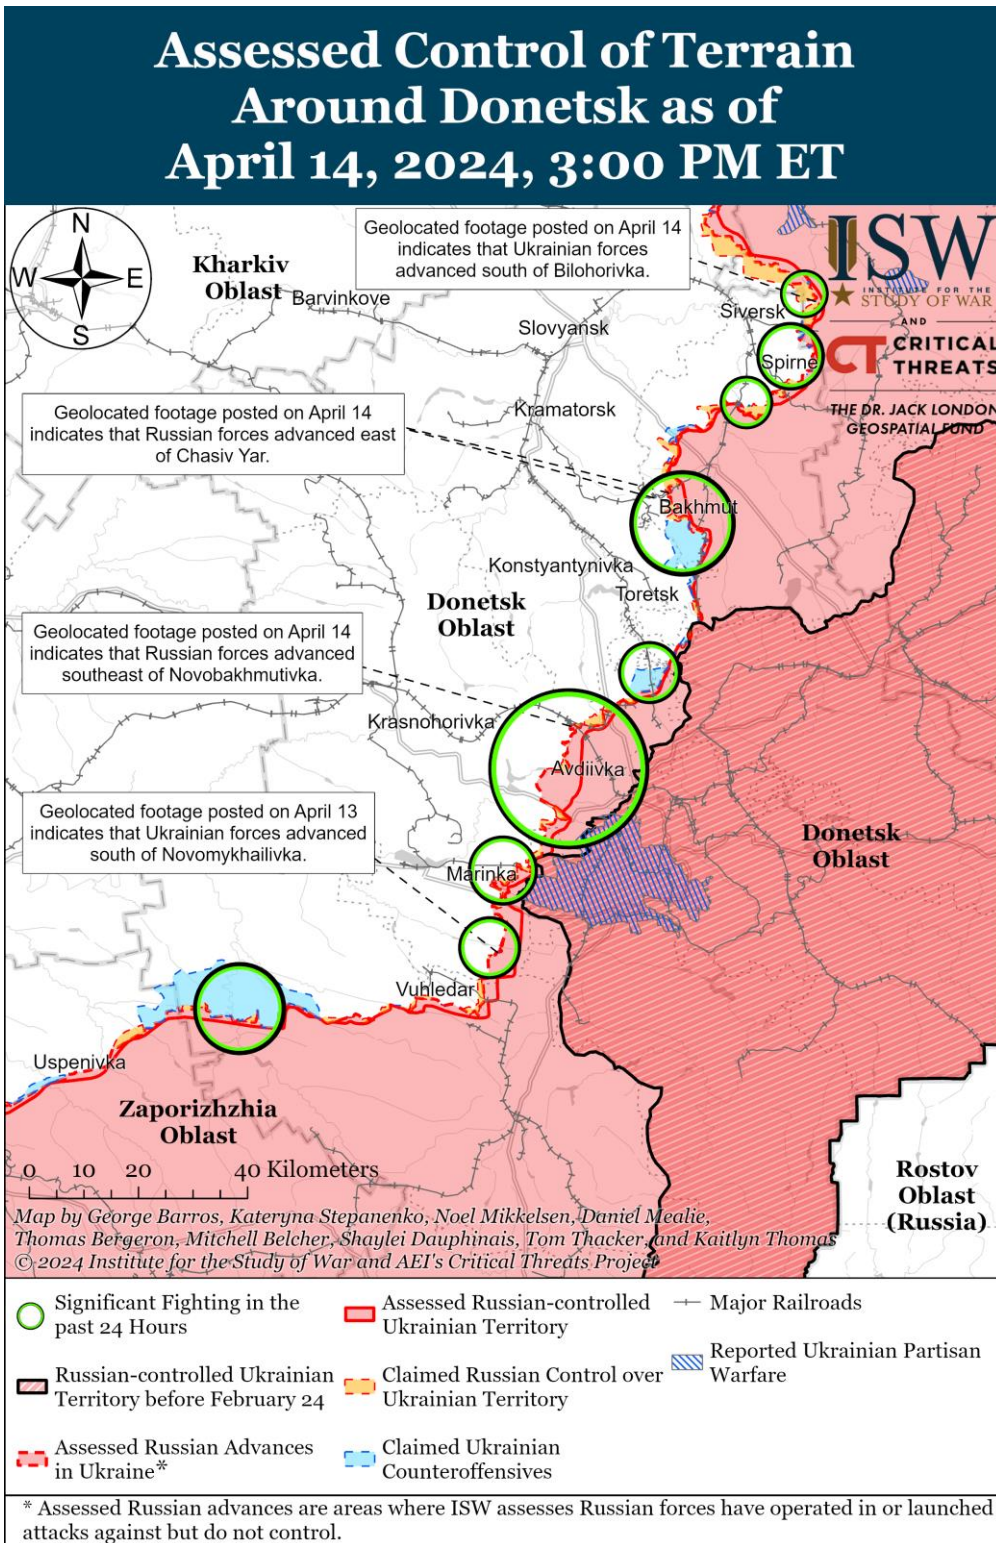 Assessed Control of Terrain
Around Donetsk as of
April 14, 2024, 3:00 PM ET
N
W
E
S
Kharkiv
Oblast
Barvinkove
Geolocated footage posted on April 14
indicates that Ukrainian forces
advanced south of Bilohorivka.
ISW
INSTITUTE FOR THE
STUDY OF WAR
AND
CT CRITICAL
THREATS
THE DR. JACK LONDON
GEOSPATIAL FUND
Slovyansk
Siversk
Spirne
Geolocated footage posted on April 14
indicates that Russian forces advanced east
of Chasiv Yar.
Kramatorsk
Bakhmut
Konstyantynivka
Toretsk
Donetsk
Oblast
Geolocated footage posted on April 14
indicates that Russian forces advanced
southeast of Novobakhmutivka.
Krasnohorivka
Avdiivka
Geolocated footage posted on April 13
indicates that Ukrainian forces advanced
south of Novomykhailivka.
Donetsk
Oblast
Marinka
Vuhledar
Uspenivka
Zaporizhzhia
Oblast
Rostov
Oblast
(Russia)
0 10 20 40 Kilometers
Map by George Barros, Kateryna Stepanenko, Noel Mikkelsen, Daniel Mealie,
Thomas Bergeron, Mitchell Belcher, Shaylei Dauphinais, Tom Thacker, and Kaitlyn Thomas
© 2024 Institute for the Study of War and AEI's Critical Threats Project
Significant Fighting in the
past 24 Hours
Russian-controlled Ukrainian
Territory before February 24
Assessed Russian Advances
in Ukraine*
Assessed Russian-controlled
Ukrainian Territory
Claimed Russian Control over
Ukrainian Territory
Claimed Ukrainian
Counteroffensives
Major Railroads
Reported Ukrainian Partisan
Warfare
* Assessed Russian advances are areas where ISW assesses Russian forces have operated in or launched
attacks against but do not control.